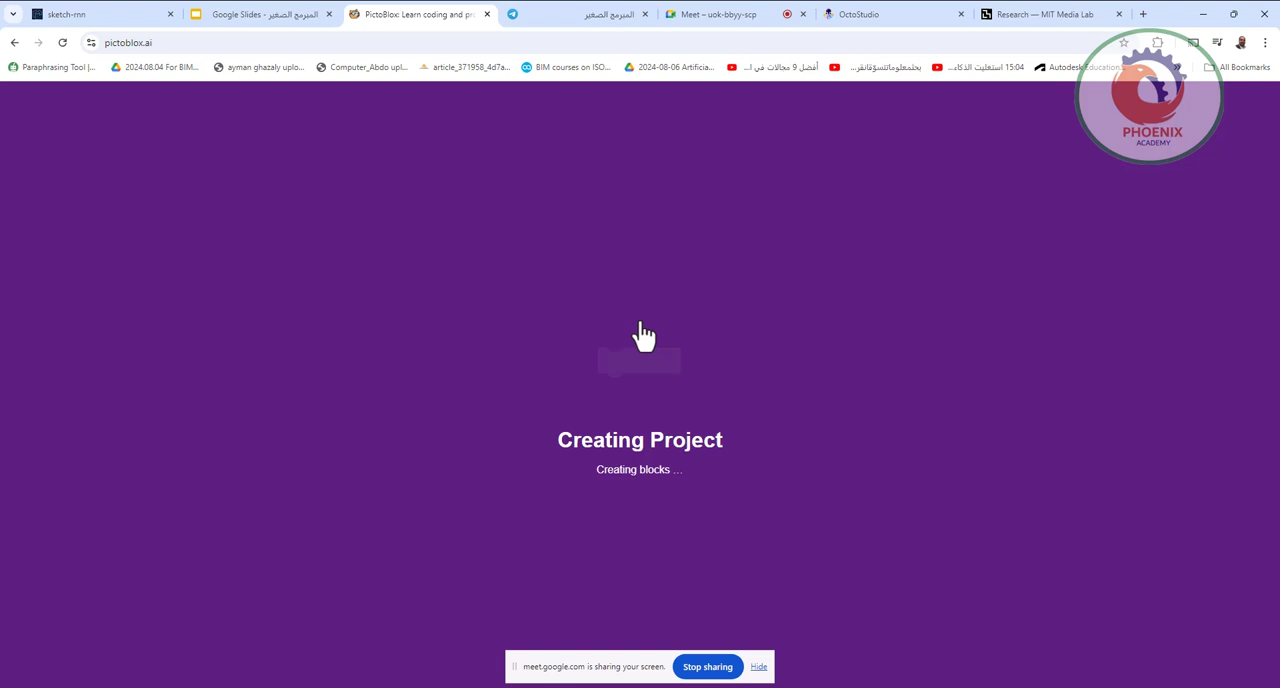 sketch-rnn
Google Slides - المبرمج الصغير
PictoBlox: Learn coding and pr
المبرمج الصغير
Meet – uok-bbyy-scp
OctoStudio
Research — MIT Media Lab
pictoblox.ai
Paraphrasing Tool |...
2024.08.04 For BIM...
ayman ghazaly uplo...
Computer_Abdo upl...
article_371958_4d7a...
BIM courses on ISO...
2024-08-06 Artificia...
أفضل 9 مجالات في ا...
15:04 استغليت الذكا...
Autodesk Education
All Bookmarks
PHOENIX
ACADEMY
Creating Project
Creating blocks ...
meet.google.com is sharing your screen.
Stop sharing
Hide